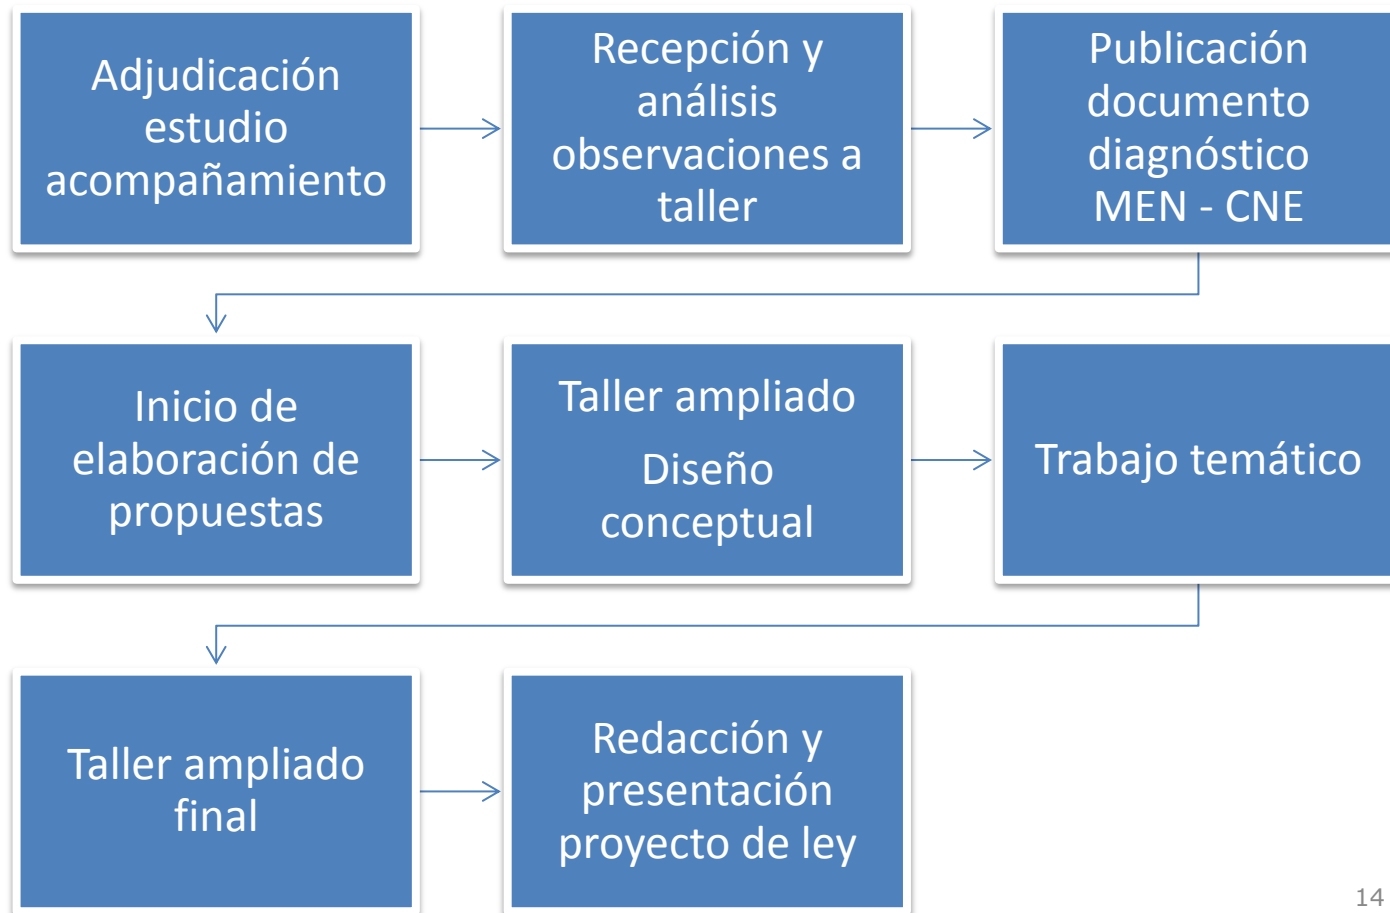 Adjudicación
estudio
acompañamiento
Recepción y
análisis
observaciones a
taller
Publicación
documento
diagnóstico
MEN - CNE
Inicio de
elaboración de
propuestas
Taller ampliado
Diseño
conceptual
Trabajo temático
Taller ampliado
final
Redacción y
presentación
proyecto de ley
14